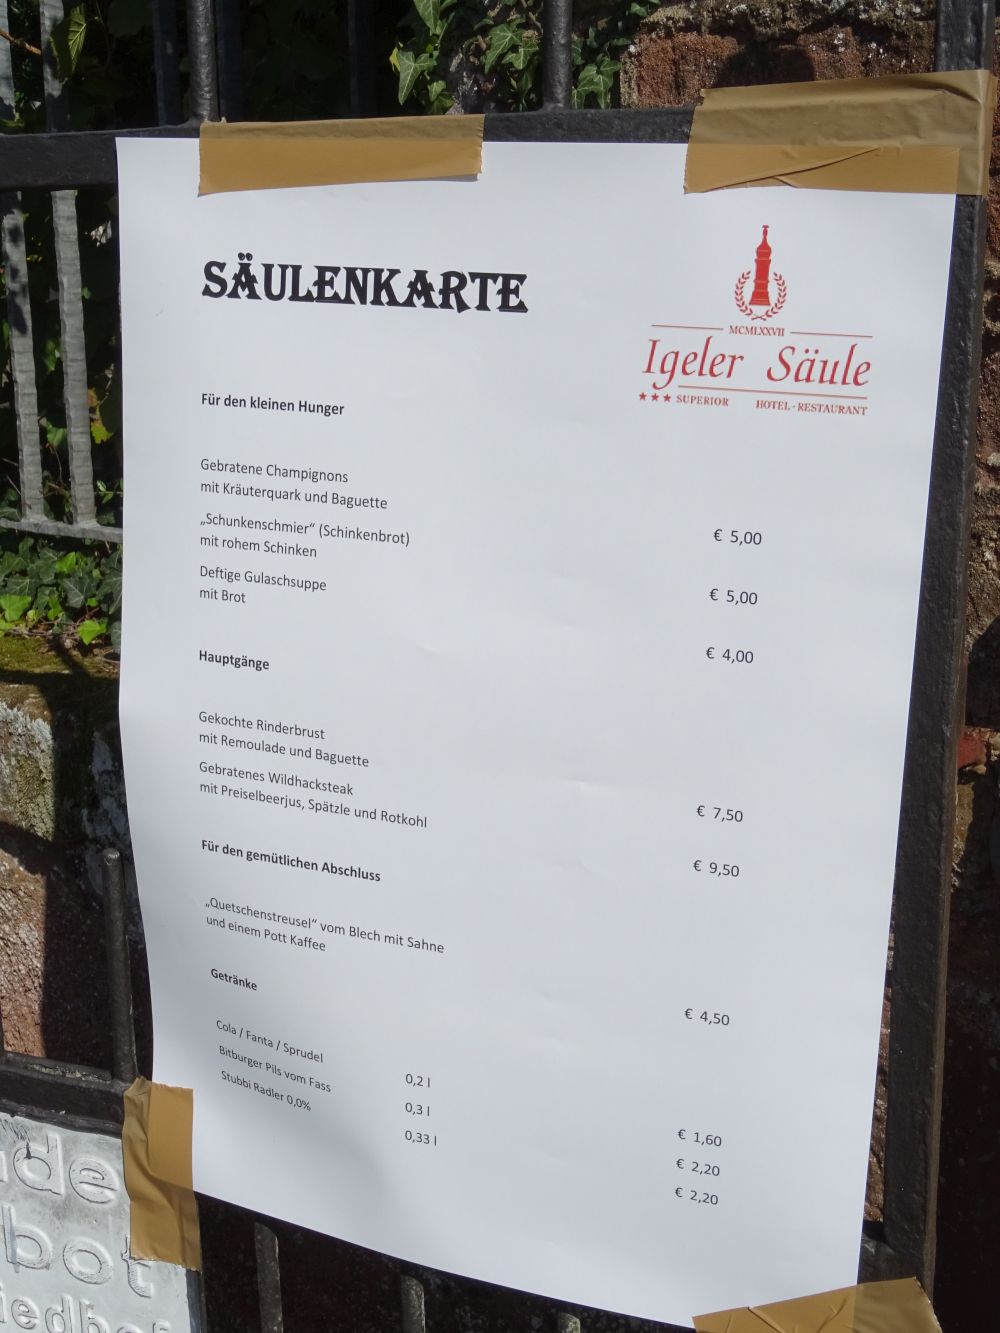 SÄULENKARTE
MCMLXXVII
Igeler Säule
★★★ SUPERIOR HOTEL - RESTAURANT
Für den kleinen Hunger
Gebratene Champignons
mit Kräuterquark und Baguette
€ 5,00
„Schunkenschmier“ (Schinkenbrot)
mit rohem Schinken
€ 5,00
Deftige Gulaschsuppe
mit Brot
€ 4,00
Hauptgänge
Gekochte Rinderbrust
mit Remoulade und Baguette
€ 7,50
Gebratenes Wildhacksteak
mit Preiselbeerjus, Spätzle und Rotkohl
€ 9,50
Für den gemütlichen Abschluss
„Quetschenstreusel“ vom Blech mit Sahne
und einem Pott Kaffee
€ 4,50
Getränke
Cola / Fanta / Sprudel 0,2 l € 1,60
Bitburger Pils vom Fass 0,3 l € 2,20
Stubbi Radler 0,0% 0,33 l € 2,20